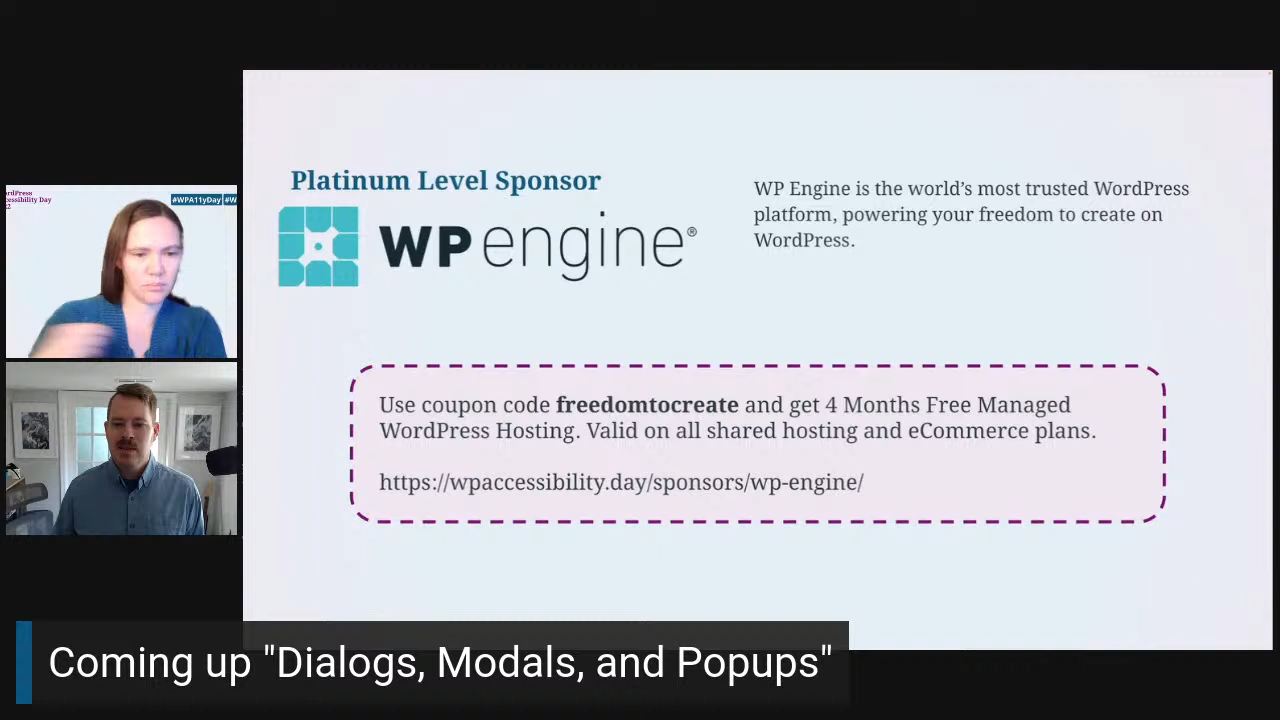 Platinum Level Sponsor
WP engine®
WP Engine is the world's most trusted WordPress
platform, powering your freedom to create on
WordPress.
#WPA11yDay
Use coupon code freedomtocreate and get 4 Months Free Managed
WordPress Hosting. Valid on all shared hosting and eCommerce plans.
https://wpaccessibility.day/sponsors/wp-engine/
Coming up "Dialogs, Modals, and Popups"